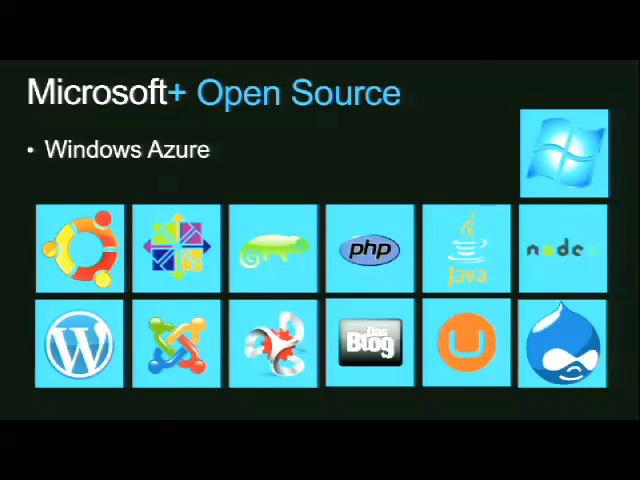 Microsoft+ Open Source
• Windows Azure
php
Java
node
W
Das
Blog